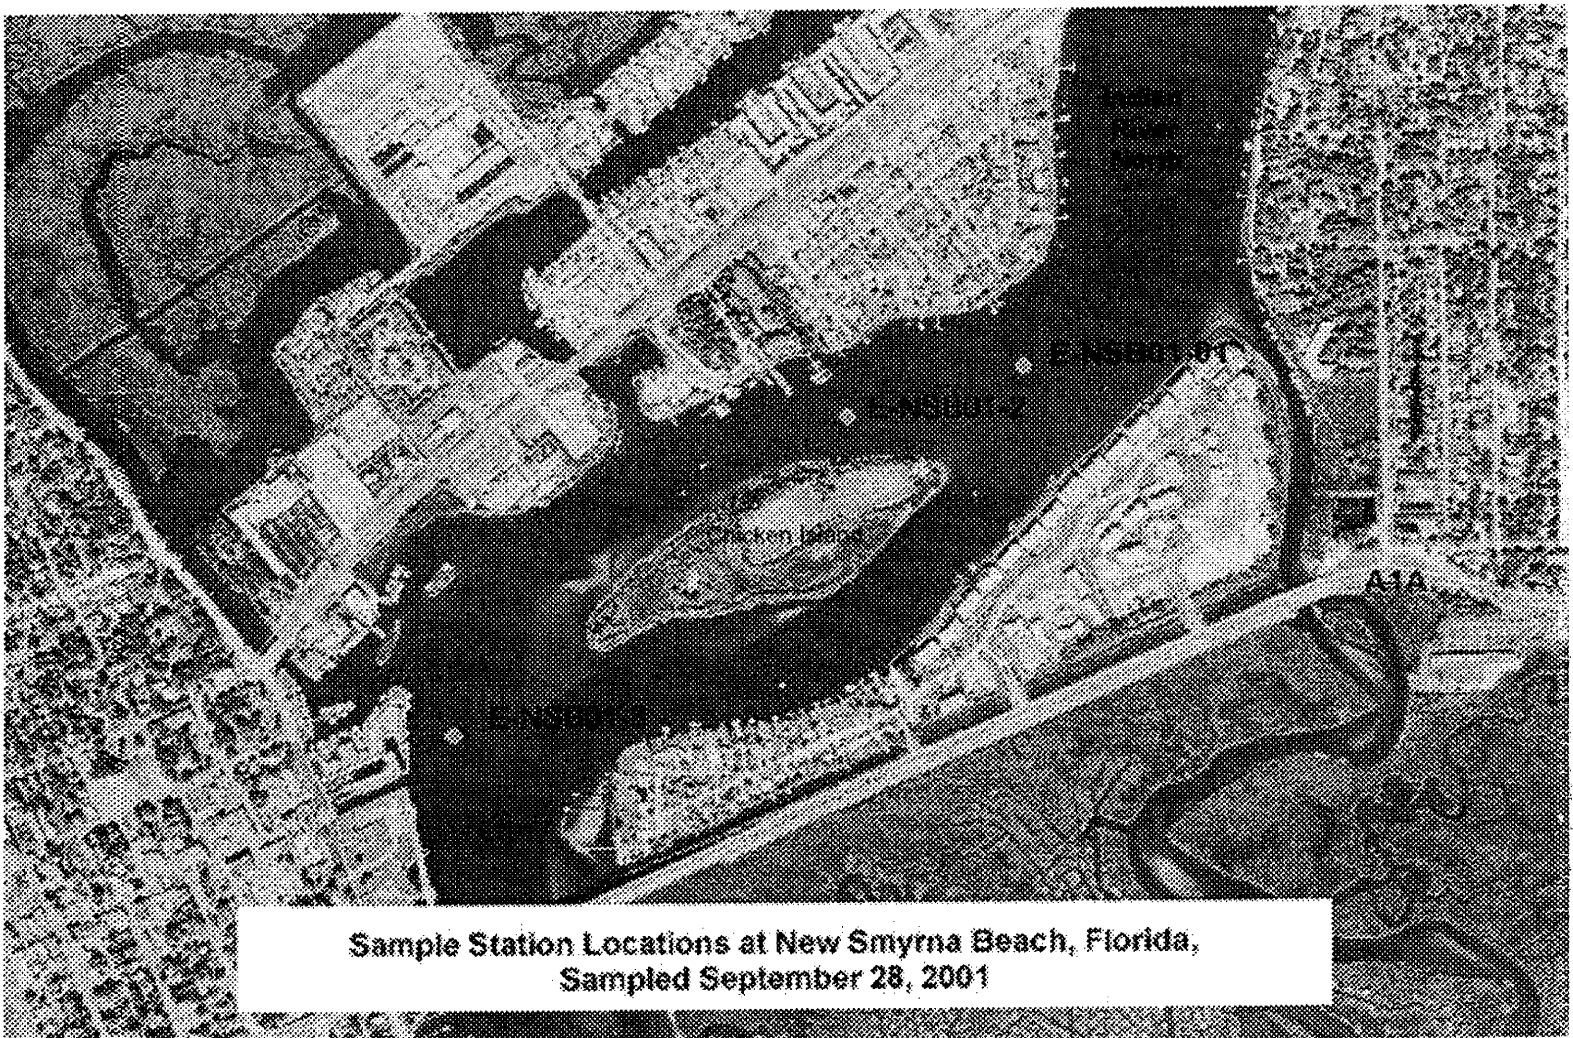 Indian
River
North
E-NSB01-01
E-NSB01-2
Chicken Island
A1A
E-NSB01-3
Sample Station Locations at New Smyrna Beach, Florida,
Sampled September 28, 2001